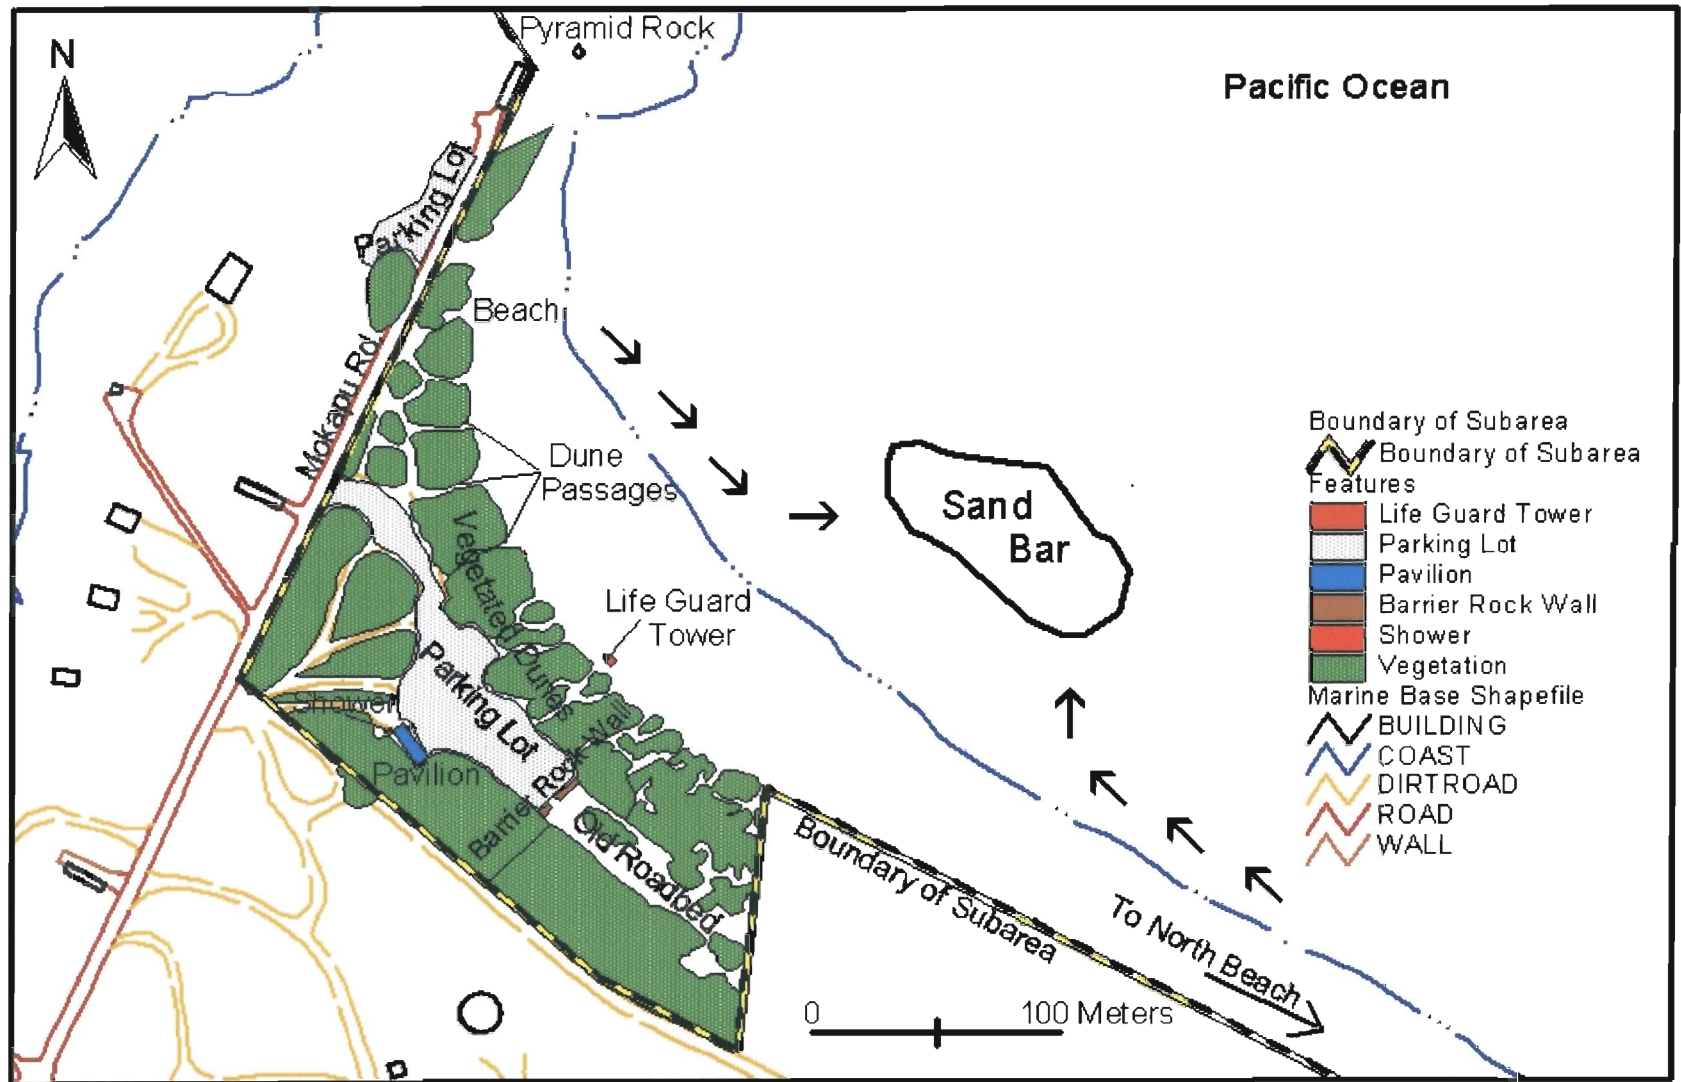 Pyramid Rock
N
Pacific Ocean
Parking Lot
Beach
Mokapu Rd
Dune
Passages
Sand
Bar
Vegetated Dunes
Life Guard
Tower
Parking Lot
Shower
Pavilion
Barrier Rock Wall
Old Roadbed
Boundary of Subarea
To North Beach
0
100 Meters
Boundary of Subarea
Boundary of Subarea
Features
Life Guard Tower
Parking Lot
Pavilion
Barrier Rock Wall
Shower
Vegetation
Marine Base Shapefile
BUILDING
COAST
DIRTROAD
ROAD
WALL